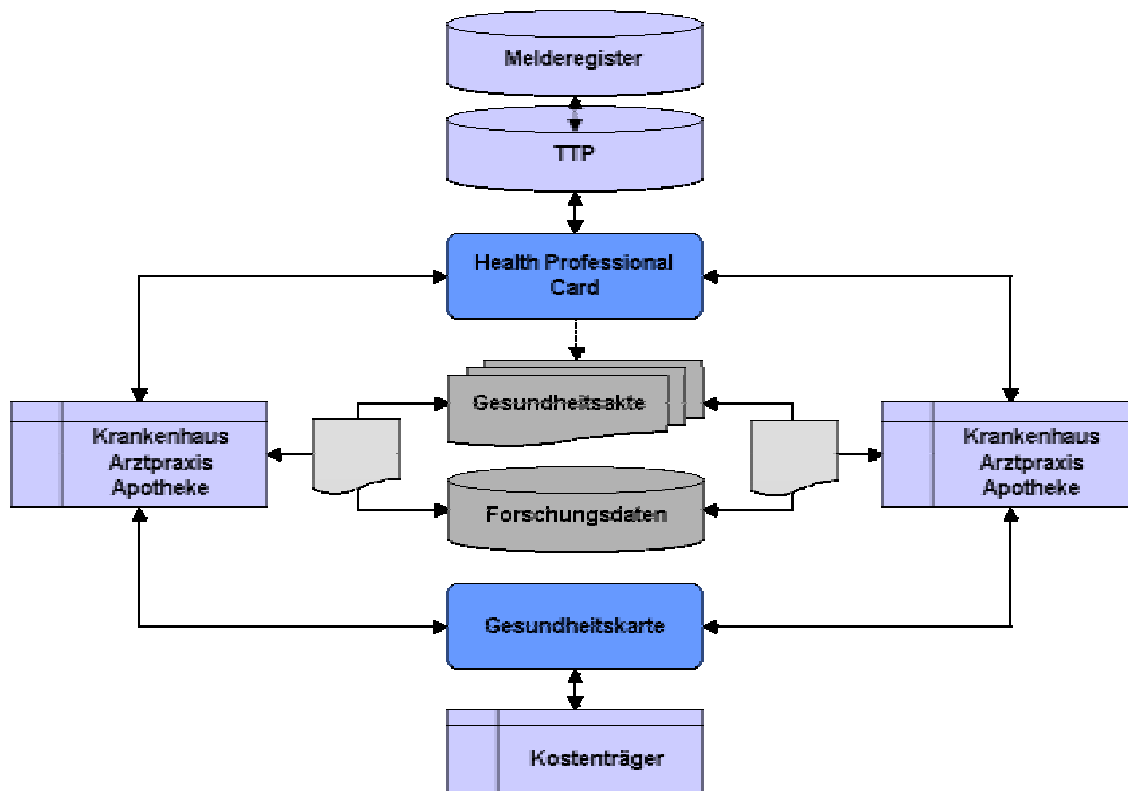 Melderegister
TTP
Health Professional
Card
Gesundheitsakte
Krankenhaus
Arztpraxis
Apotheke
Krankenhaus
Arztpraxis
Apotheke
Forschungsdaten
Gesundheitskarte
Kostenträger